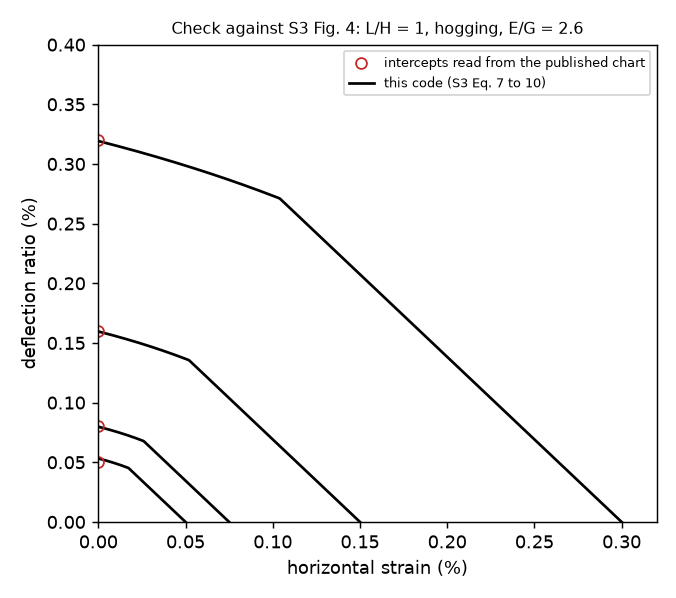 Check against S3 Fig. 4: L/H = 1, hogging, E/G = 2.6
intercepts read from the published chart
this code (S3 Eq. 7 to 10)
deflection ratio (%)
0.40
0.35
0.30
0.25
0.20
0.15
0.10
0.05
0.00
0.00 0.05 0.10 0.15 0.20 0.25 0.30
horizontal strain (%)